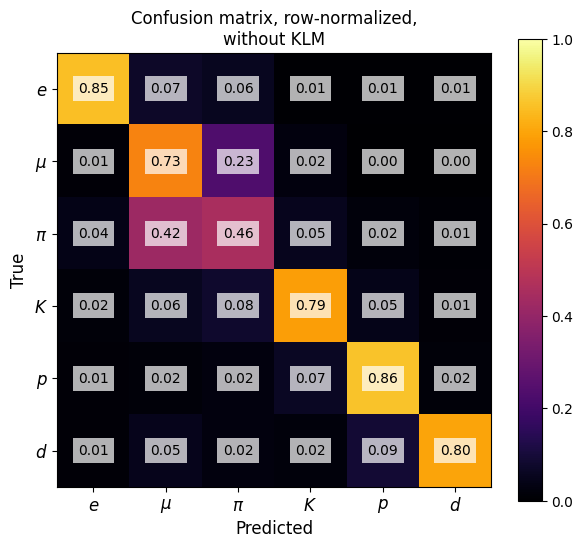 Confusion matrix, row-normalized,
without KLM
True
e 0.85 0.07 0.06 0.01 0.01 0.01
μ 0.01 0.73 0.23 0.02 0.00 0.00
π 0.04 0.42 0.46 0.05 0.02 0.01
K 0.02 0.06 0.08 0.79 0.05 0.01
p 0.01 0.02 0.02 0.07 0.86 0.02
d 0.01 0.05 0.02 0.02 0.09 0.80
e μ π K p d
Predicted
1.0
0.8
0.6
0.4
0.2
0.0